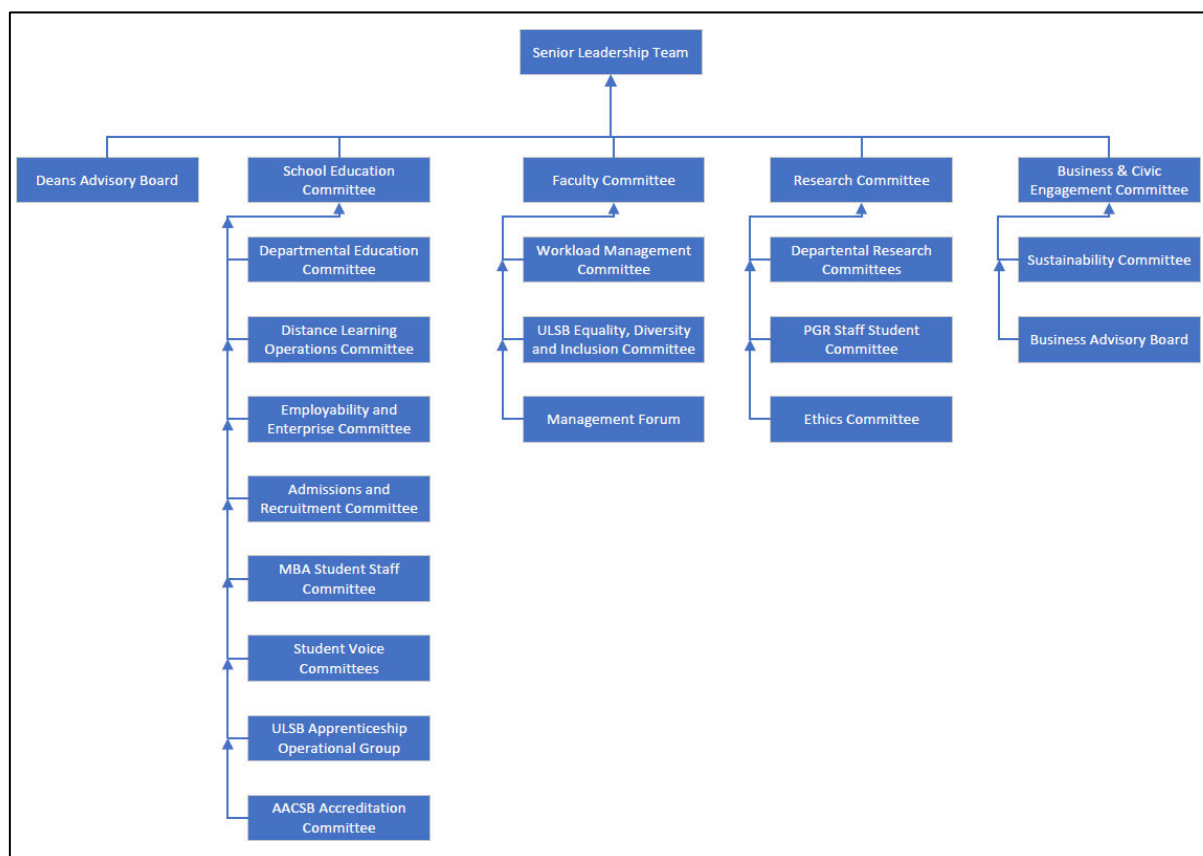 Senior Leadership Team
Deans Advisory Board
School Education
Committee
Faculty Committee
Research Committee
Business & Civic
Engagement Committee
Departmental Education
Committee
Distance Learning
Operations Committee
Employability and
Enterprise Committee
Admissions and
Recruitment Committee
MBA Student Staff
Committee
Student Voice
Committees
ULSB Apprenticeship
Operational Group
AACSB Accreditation
Committee
Workload Management
Committee
ULSB Equality, Diversity
and Inclusion Committee
Management Forum
Departental Research
Committees
PGR Staff Student
Committee
Ethics Committee
Sustainability Committee
Business Advisory Board